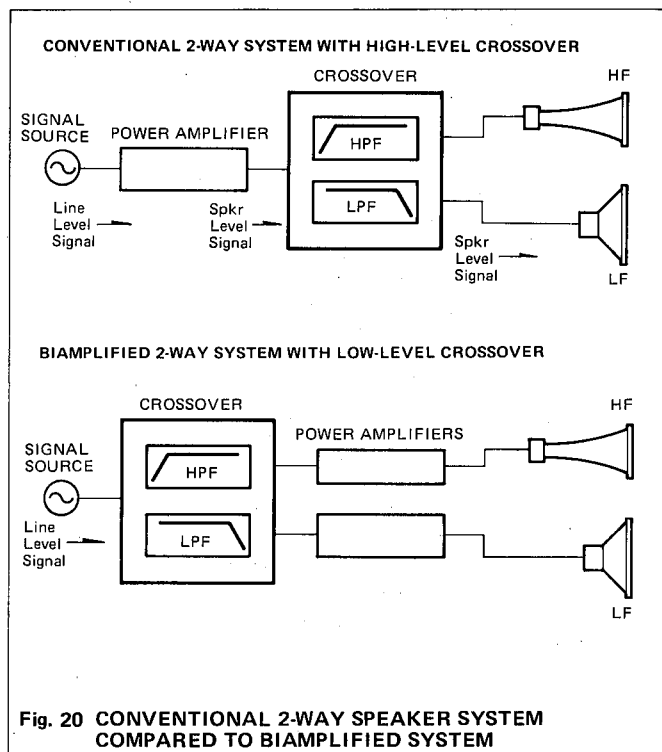 CONVENTIONAL 2-WAY SYSTEM WITH HIGH-LEVEL CROSSOVER
CROSSOVER
HF
SIGNAL
SOURCE
POWER AMPLIFIER
HPF
LPF
Line
Level
Signal
Spkr
Level
Signal
Spkr
Level
Signal
LF
BIAMPLIFIED 2-WAY SYSTEM WITH LOW-LEVEL CROSSOVER
CROSSOVER
HF
POWER AMPLIFIERS
SIGNAL
SOURCE
HPF
Line
Level
Signal
LPF
LF
Fig. 20 CONVENTIONAL 2-WAY SPEAKER SYSTEM
COMPARED TO BIAMPLIFIED SYSTEM